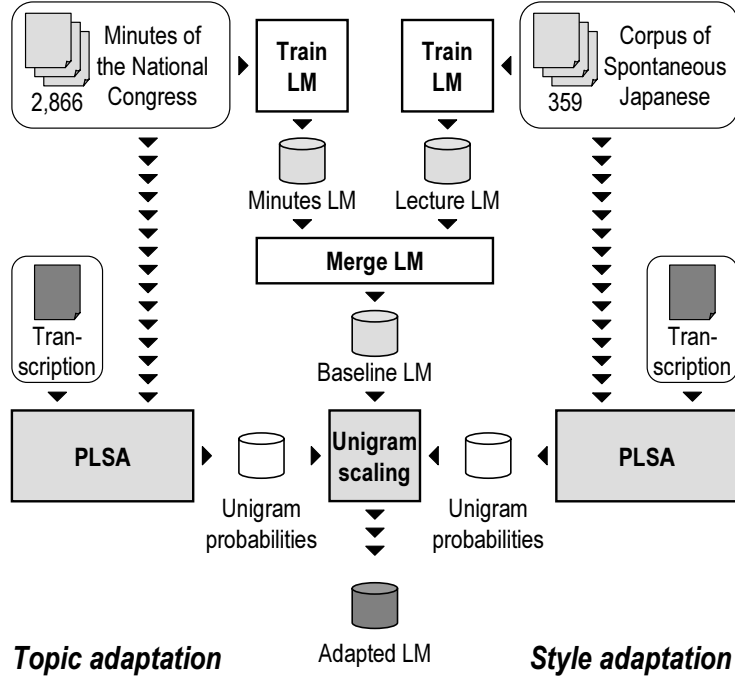 Minutes of
the National
Congress
2,866
Train
LM
Train
LM
Corpus of
Spontaneous
Japanese
359
Minutes LM
Lecture LM
Merge LM
Tran-
scription
Baseline LM
Tran-
scription
PLSA
Unigram
scaling
PLSA
Unigram
probabilities
Unigram
probabilities
Adapted LM
Topic adaptation
Style adaptation